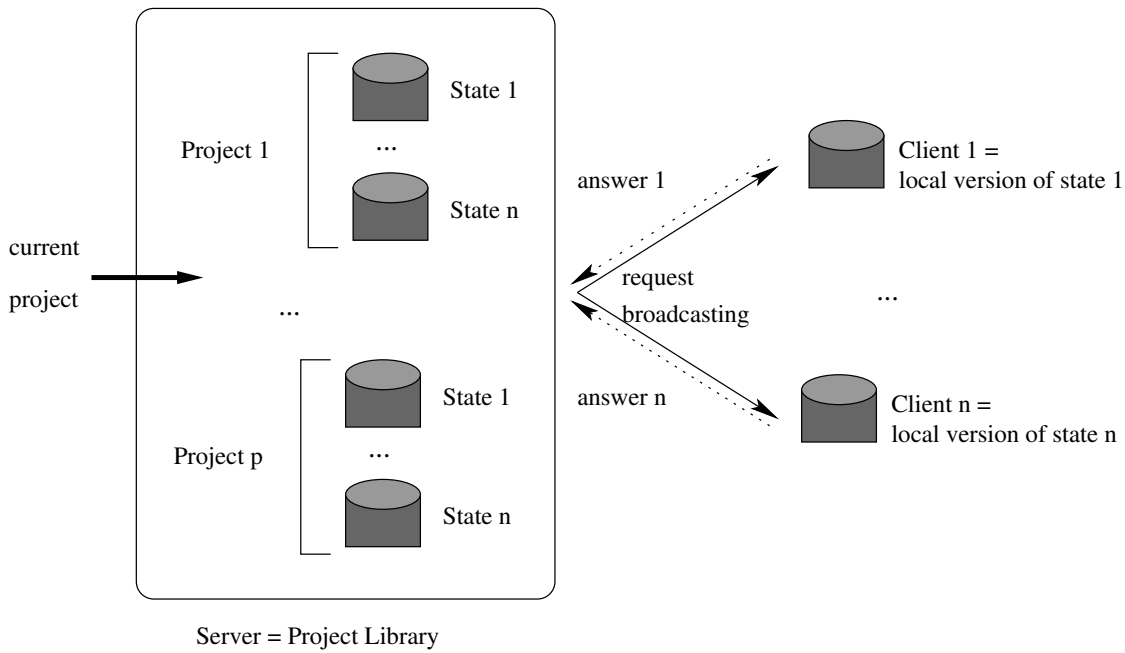 State 1
Project 1
...
State n
current
project
...
State 1
Project p
...
State n
Server = Project Library
answer 1
request
broadcasting
answer n
Client 1 =
local version of state 1
...
Client n =
local version of state n